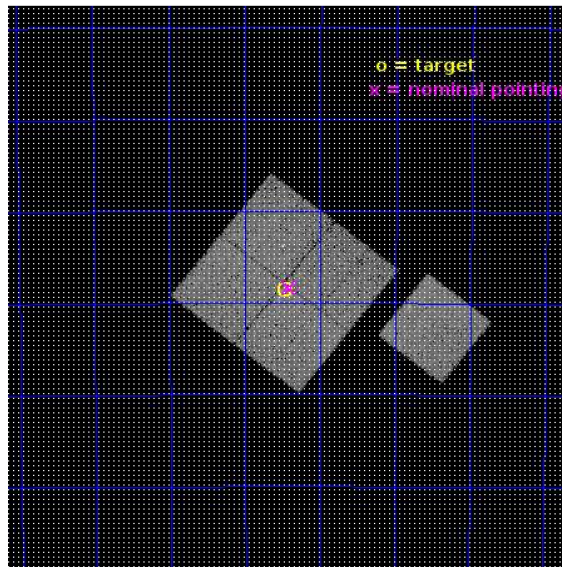 o = target
x = nominal pointing